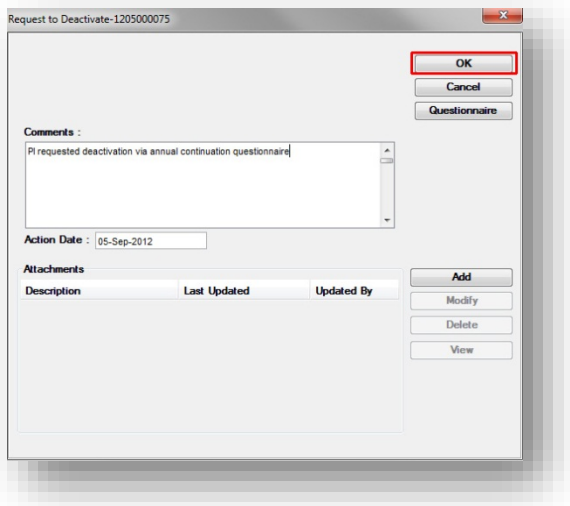 Request to Deactivate-1205000075
OK
Cancel
Questionnaire
Comments :
PI requested deactivation via annual continuation questionnaire
Action Date : 05-Sep-2012
Attachments
Description Last Updated Updated By
Add
Modify
Delete
View